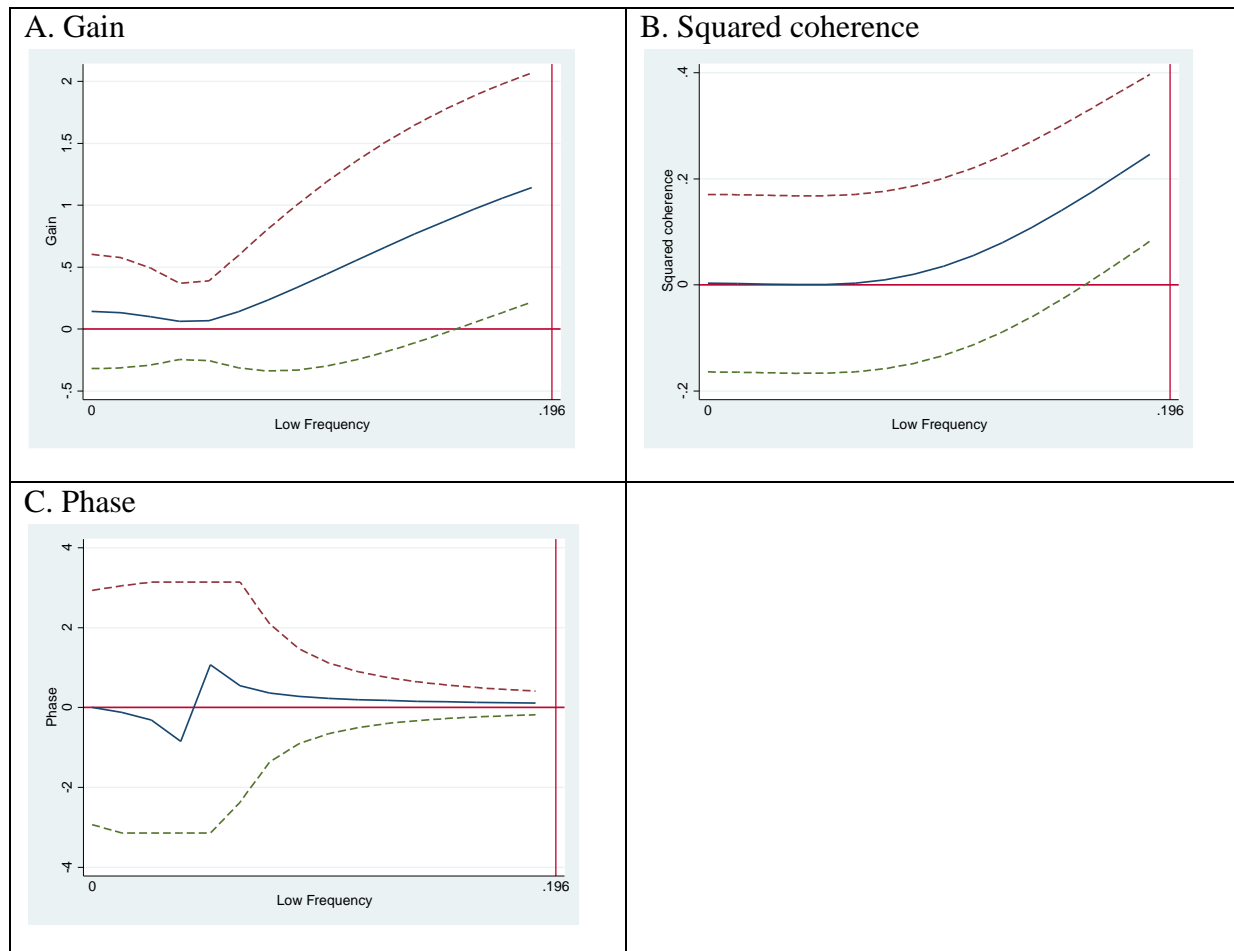 A. Gain
2
1.5
1
.5
0
-.5
Gain
0
.196
Low Frequency
B. Squared coherence
.4
.2
0
-.2
Squared coherence
0
.196
Low Frequency
C. Phase
4
2
0
-2
-4
Phase
0
.196
Low Frequency